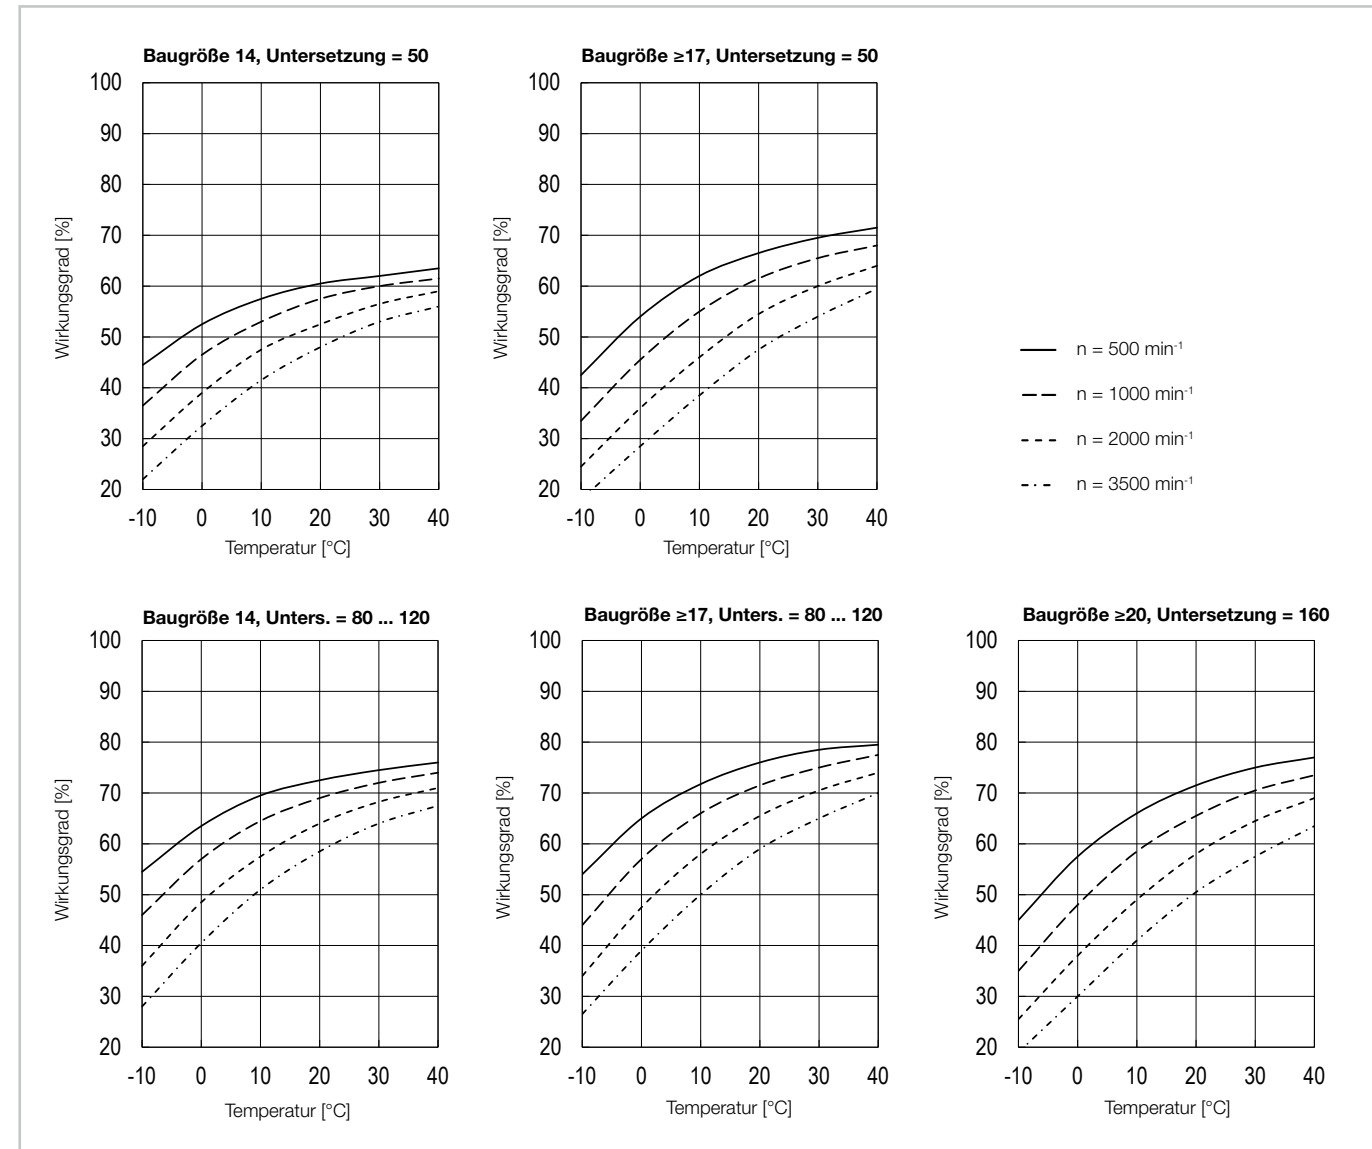 Baugröße 14, Untersetzung = 50
100
90
80
70
60
50
40
30
20
Wirkungsgrad [%]
-10 0 10 20 30 40
Temperatur [°C]
Baugröße ≥17, Untersetzung = 50
100
90
80
70
60
50
40
30
20
Wirkungsgrad [%]
-10 0 10 20 30 40
Temperatur [°C]
n = 500 min⁻¹
n = 1000 min⁻¹
n = 2000 min⁻¹
n = 3500 min⁻¹
Baugröße 14, Unters. = 80 ... 120
100
90
80
70
60
50
40
30
20
Wirkungsgrad [%]
-10 0 10 20 30 40
Temperatur [°C]
Baugröße ≥17, Unters. = 80 ... 120
100
90
80
70
60
50
40
30
20
Wirkungsgrad [%]
-10 0 10 20 30 40
Temperatur [°C]
Baugröße ≥20, Untersetzung = 160
100
90
80
70
60
50
40
30
20
Wirkungsgrad [%]
-10 0 10 20 30 40
Temperatur [°C]